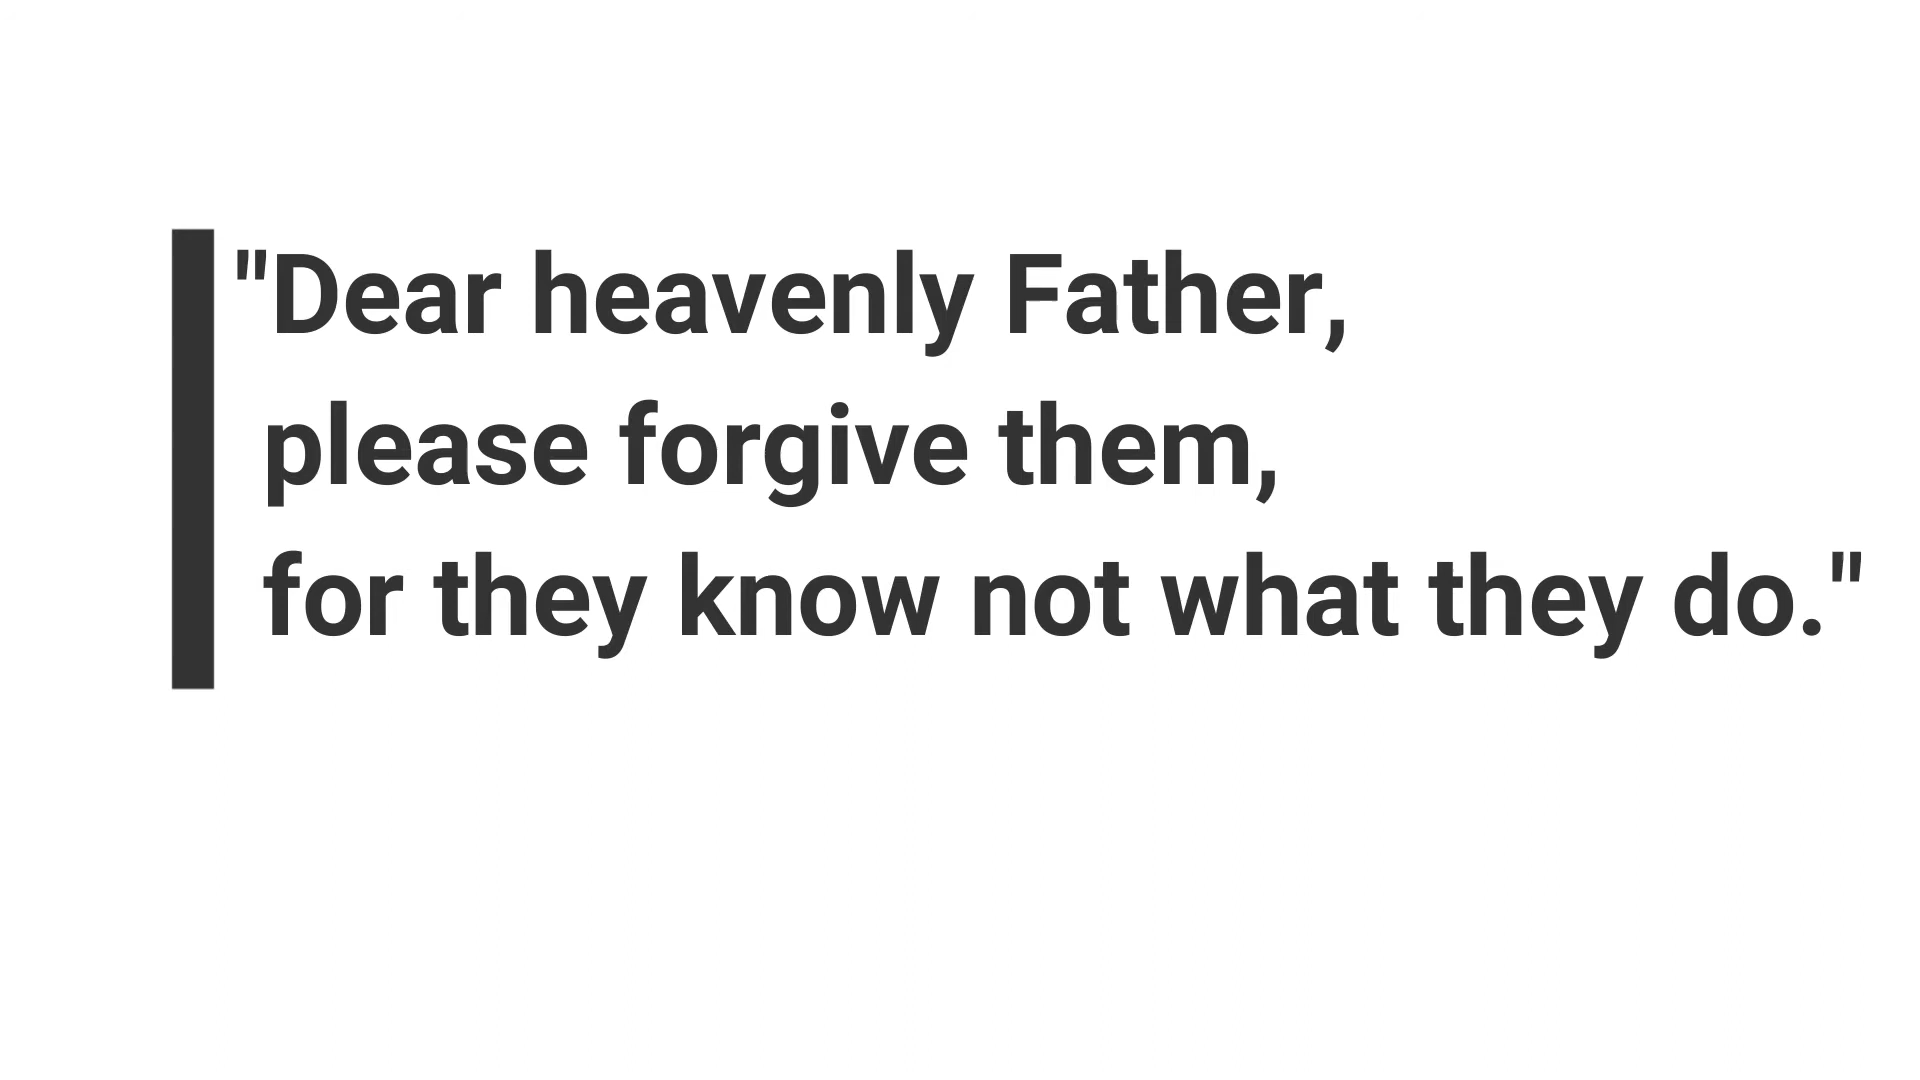 "Dear heavenly Father,
please forgive them,
for they know not what they do."